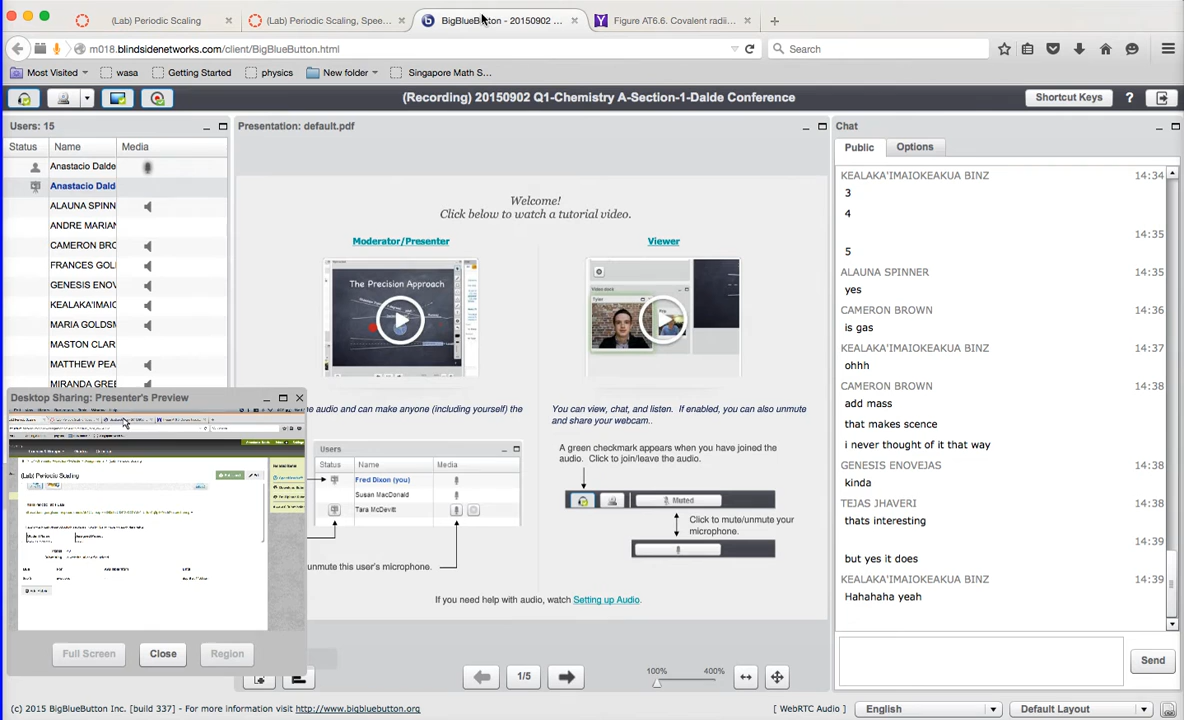 (Lab) Periodic Scaling
(Lab) Periodic Scaling, Spee...
BigBlueButton - 20150902 ...
Figure AT6.6. Covalent radi...
m018.blindsidenetworks.com/client/BigBlueButton.html
Search
Most Visited
wasa
Getting Started
physics
New folder
Singapore Math S...
(Recording) 20150902 Q1-Chemistry A-Section-1-Dalde Conference
Shortcut Keys
?
Users: 15
Status Name Media
Anastacio Dalde
Anastacio Dald
ALAUNA SPINN
ANDRE MARIAN
CAMERON BRO
FRANCES GOLI
GENESIS ENOV
KEALAKA'IMAIO
MARIA GOLDSM
MASTON CLAR
MATTHEW PEA
MIRANDA GREE
Desktop Sharing: Presenter's Preview
(Lab) Periodic Scaling
Full Screen
Close
Region
Presentation: default.pdf
Welcome!
Click below to watch a tutorial video.
Moderator/Presenter
Viewer
The Precision Approach
he audio and can make anyone (including yourself) the
You can view, chat, and listen. If enabled, you can also unmute
and share your webcam..
Users
Status Name Media
Fred Dixon (you)
Susan MacDonald
Tara McDevitt
unmute this user's microphone.
A green checkmark appears when you have joined the
audio. Click to join/leave the audio.
Muted
Click to mute/unmute your
microphone.
If you need help with audio, watch Setting up Audio.
1/5
100%
400%
Chat
Public
Options
KEALAKA'IMAIOKEAKUA BINZ 14:34
3
4
14:35
5
ALAUNA SPINNER 14:35
yes
CAMERON BROWN 14:36
is gas
KEALAKA'IMAIOKEAKUA BINZ 14:37
ohhh
CAMERON BROWN 14:38
add mass
that makes scence
i never thought of it that way
GENESIS ENOVEJAS 14:38
kinda
TEJAS JHAVERI 14:38
thats interesting
14:39
but yes it does
KEALAKA'IMAIOKEAKUA BINZ 14:39
Hahahaha yeah
Send
(c) 2015 BigBlueButton Inc. [build 337] - For more information visit http://www.bigbluebutton.org
[ WebRTC Audio ]
English
Default Layout